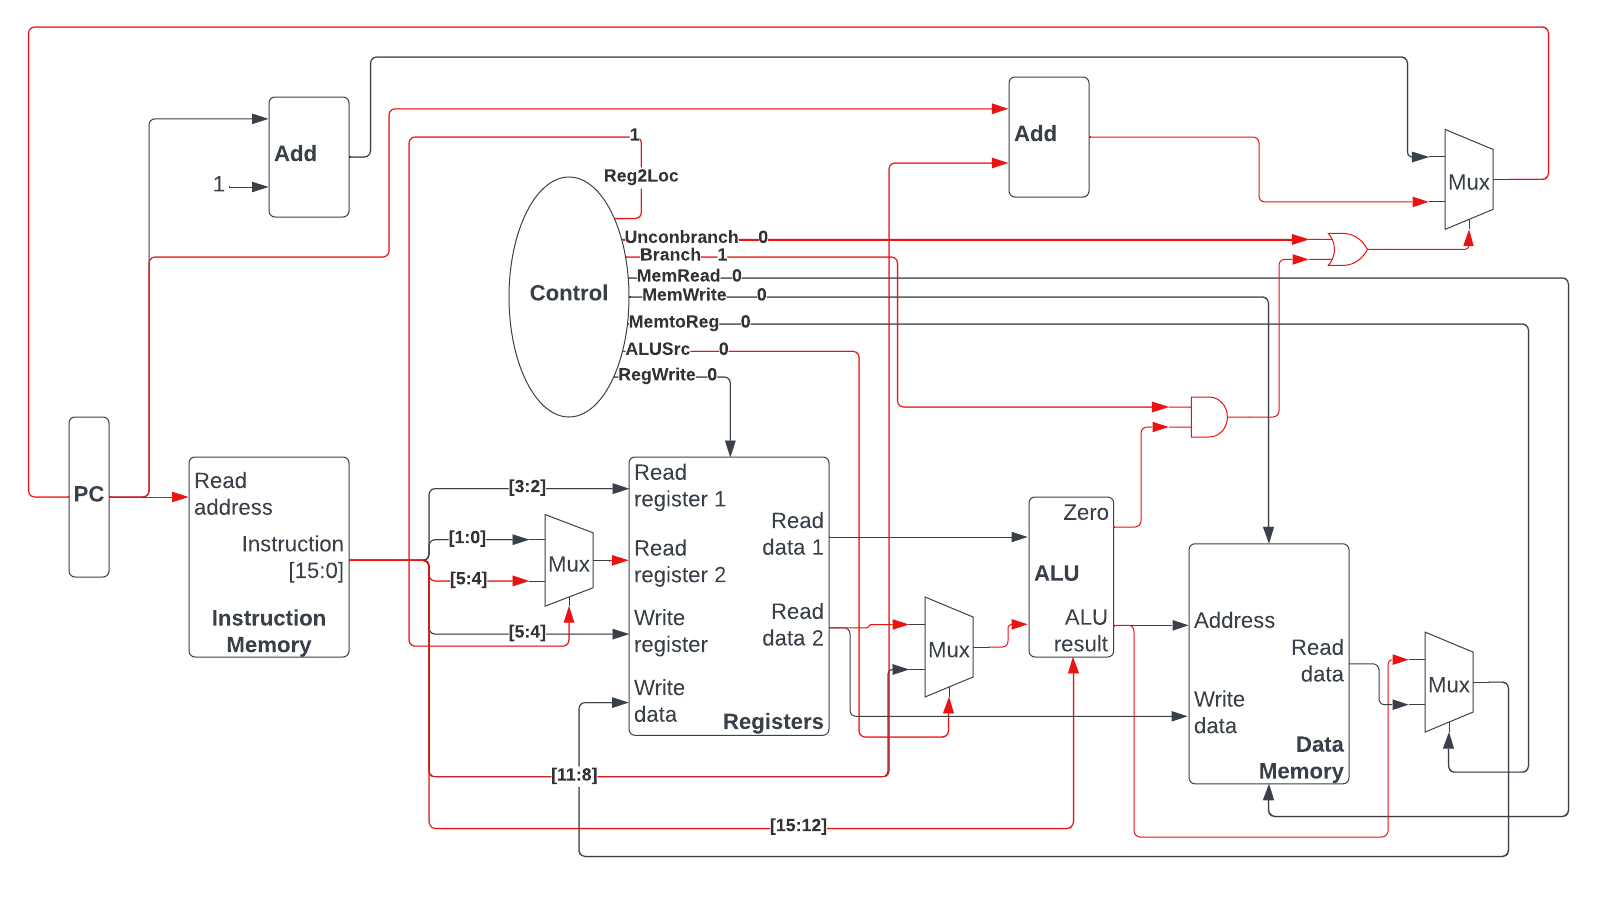 1
Add
Add
1
Mux
Reg2Loc
Unconbranch 0
Branch 1
MemRead 0
MemWrite 0
MemtoReg 0
ALUSrc 0
RegWrite 0
Control
PC
Read
address
Instruction
[15:0]
Instruction
Memory
[3:2]
[1:0]
[5:4]
[5:4]
Mux
Read
register 1
Read
register 2
Write
register
Write
data
Read
data 1
Read
data 2
Registers
[11:8]
[15:12]
Mux
Zero
ALU
ALU
result
Address
Read
data
Write
data
Data
Memory
Mux